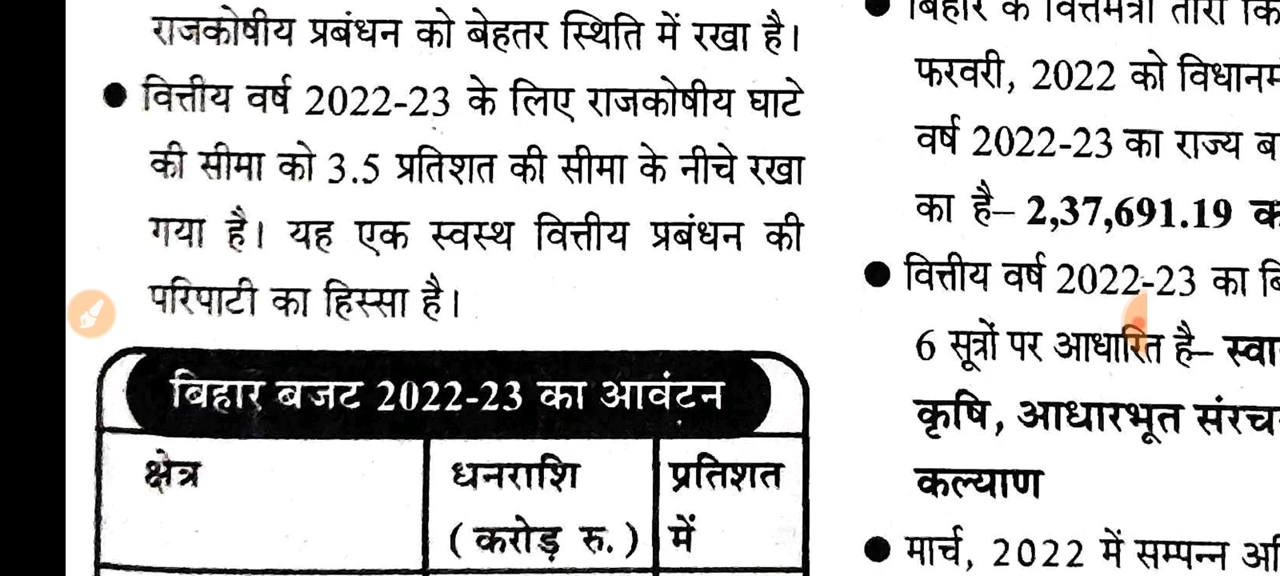 राजकोषीय प्रबंधन को बेहतर स्थिति में रखा है।
● वित्तीय वर्ष 2022-23 के लिए राजकोषीय घाटे
की सीमा को 3.5 प्रतिशत की सीमा के नीचे रखा
गया है। यह एक स्वस्थ वित्तीय प्रबंधन की
परिपाटी का हिस्सा है।
बिहार बजट 2022-23 का आवंटन
क्षेत्र धनराशि प्रतिशत
(करोड़ रु.) में
● बिहार के वित्तमंत्री
फरवरी, 2022 को
वर्ष 2022-23 का राज्य
का है– 2,37,691.19
● वित्तीय वर्ष 2022-23 का
6 सूत्रों पर आधारित है–
कृषि, आधारभूत
कल्याण
● मार्च, 2022 में सम्पन्न